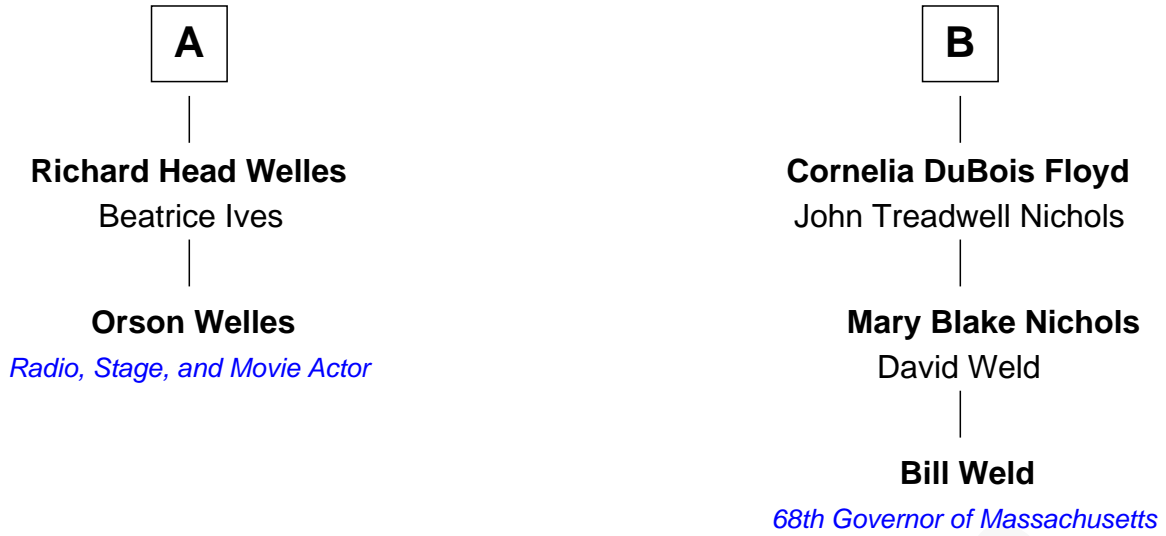 A
Richard Head Welles
Beatrice Ives
Orson Welles
Radio, Stage, and Movie Actor
B
Cornelia DuBois Floyd
John Treadwell Nichols
Mary Blake Nichols
David Weld
Bill Weld
68th Governor of Massachusetts